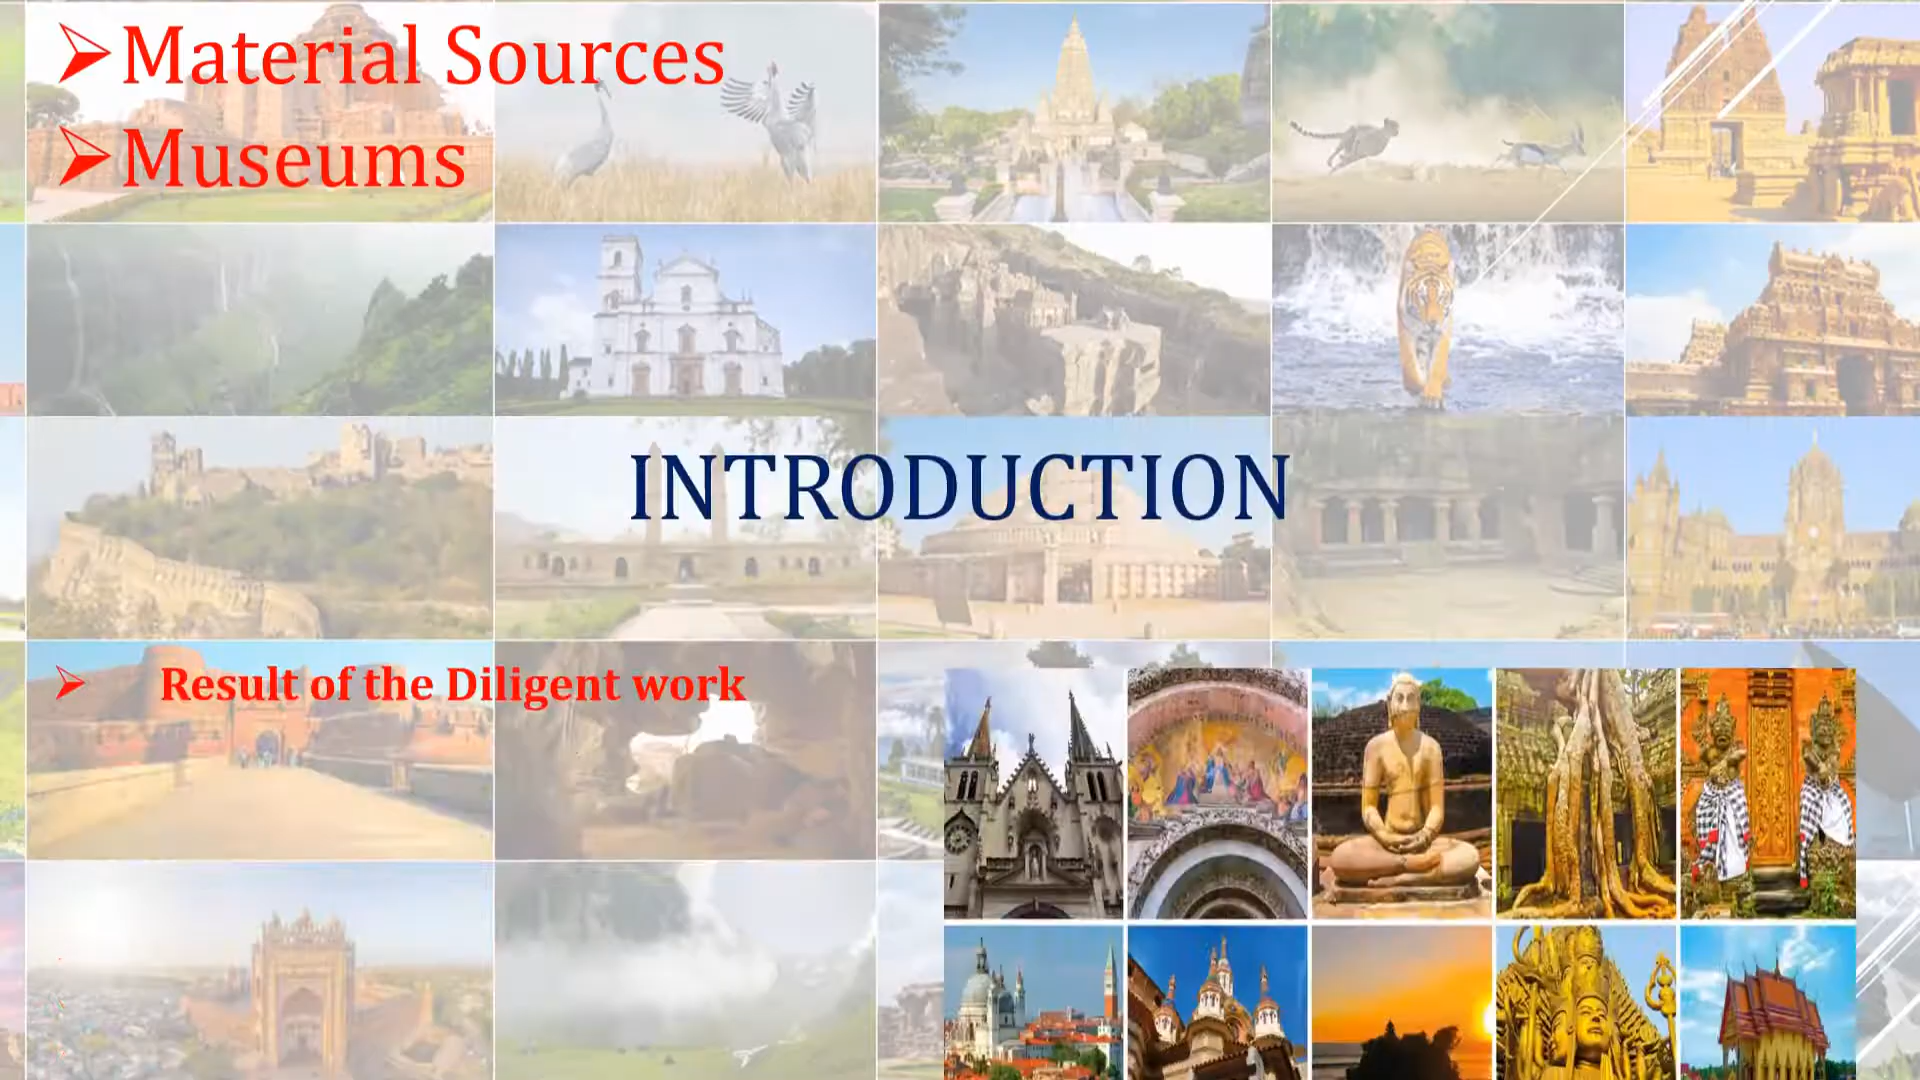 Material Sources
Museums
INTRODUCTION
Result of the Diligent work